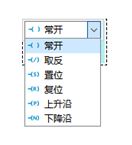 -( ) 常开
-( ) 常开
-(/) 取反
-(S) 置位
-(R) 复位
-(P) 上升沿
-(N) 下降沿